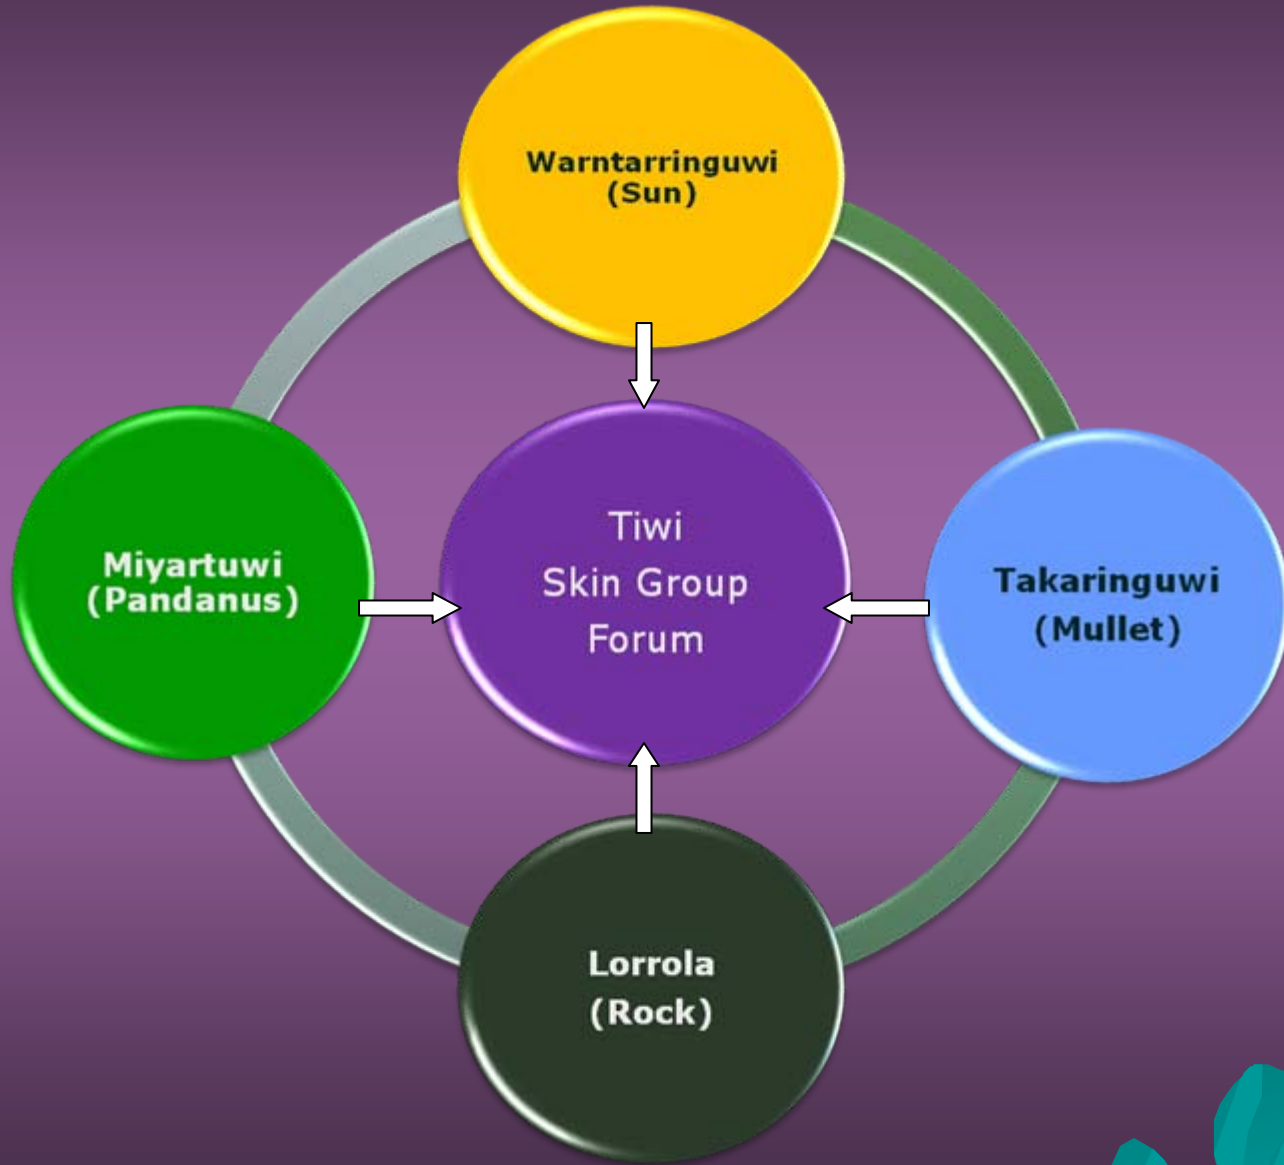 Warntarringuwi
(Sun)
Miyartuwi
(Pandanus)
Tiwi
Skin Group
Forum
Takaringuwi
(Mullet)
Lorrola
(Rock)